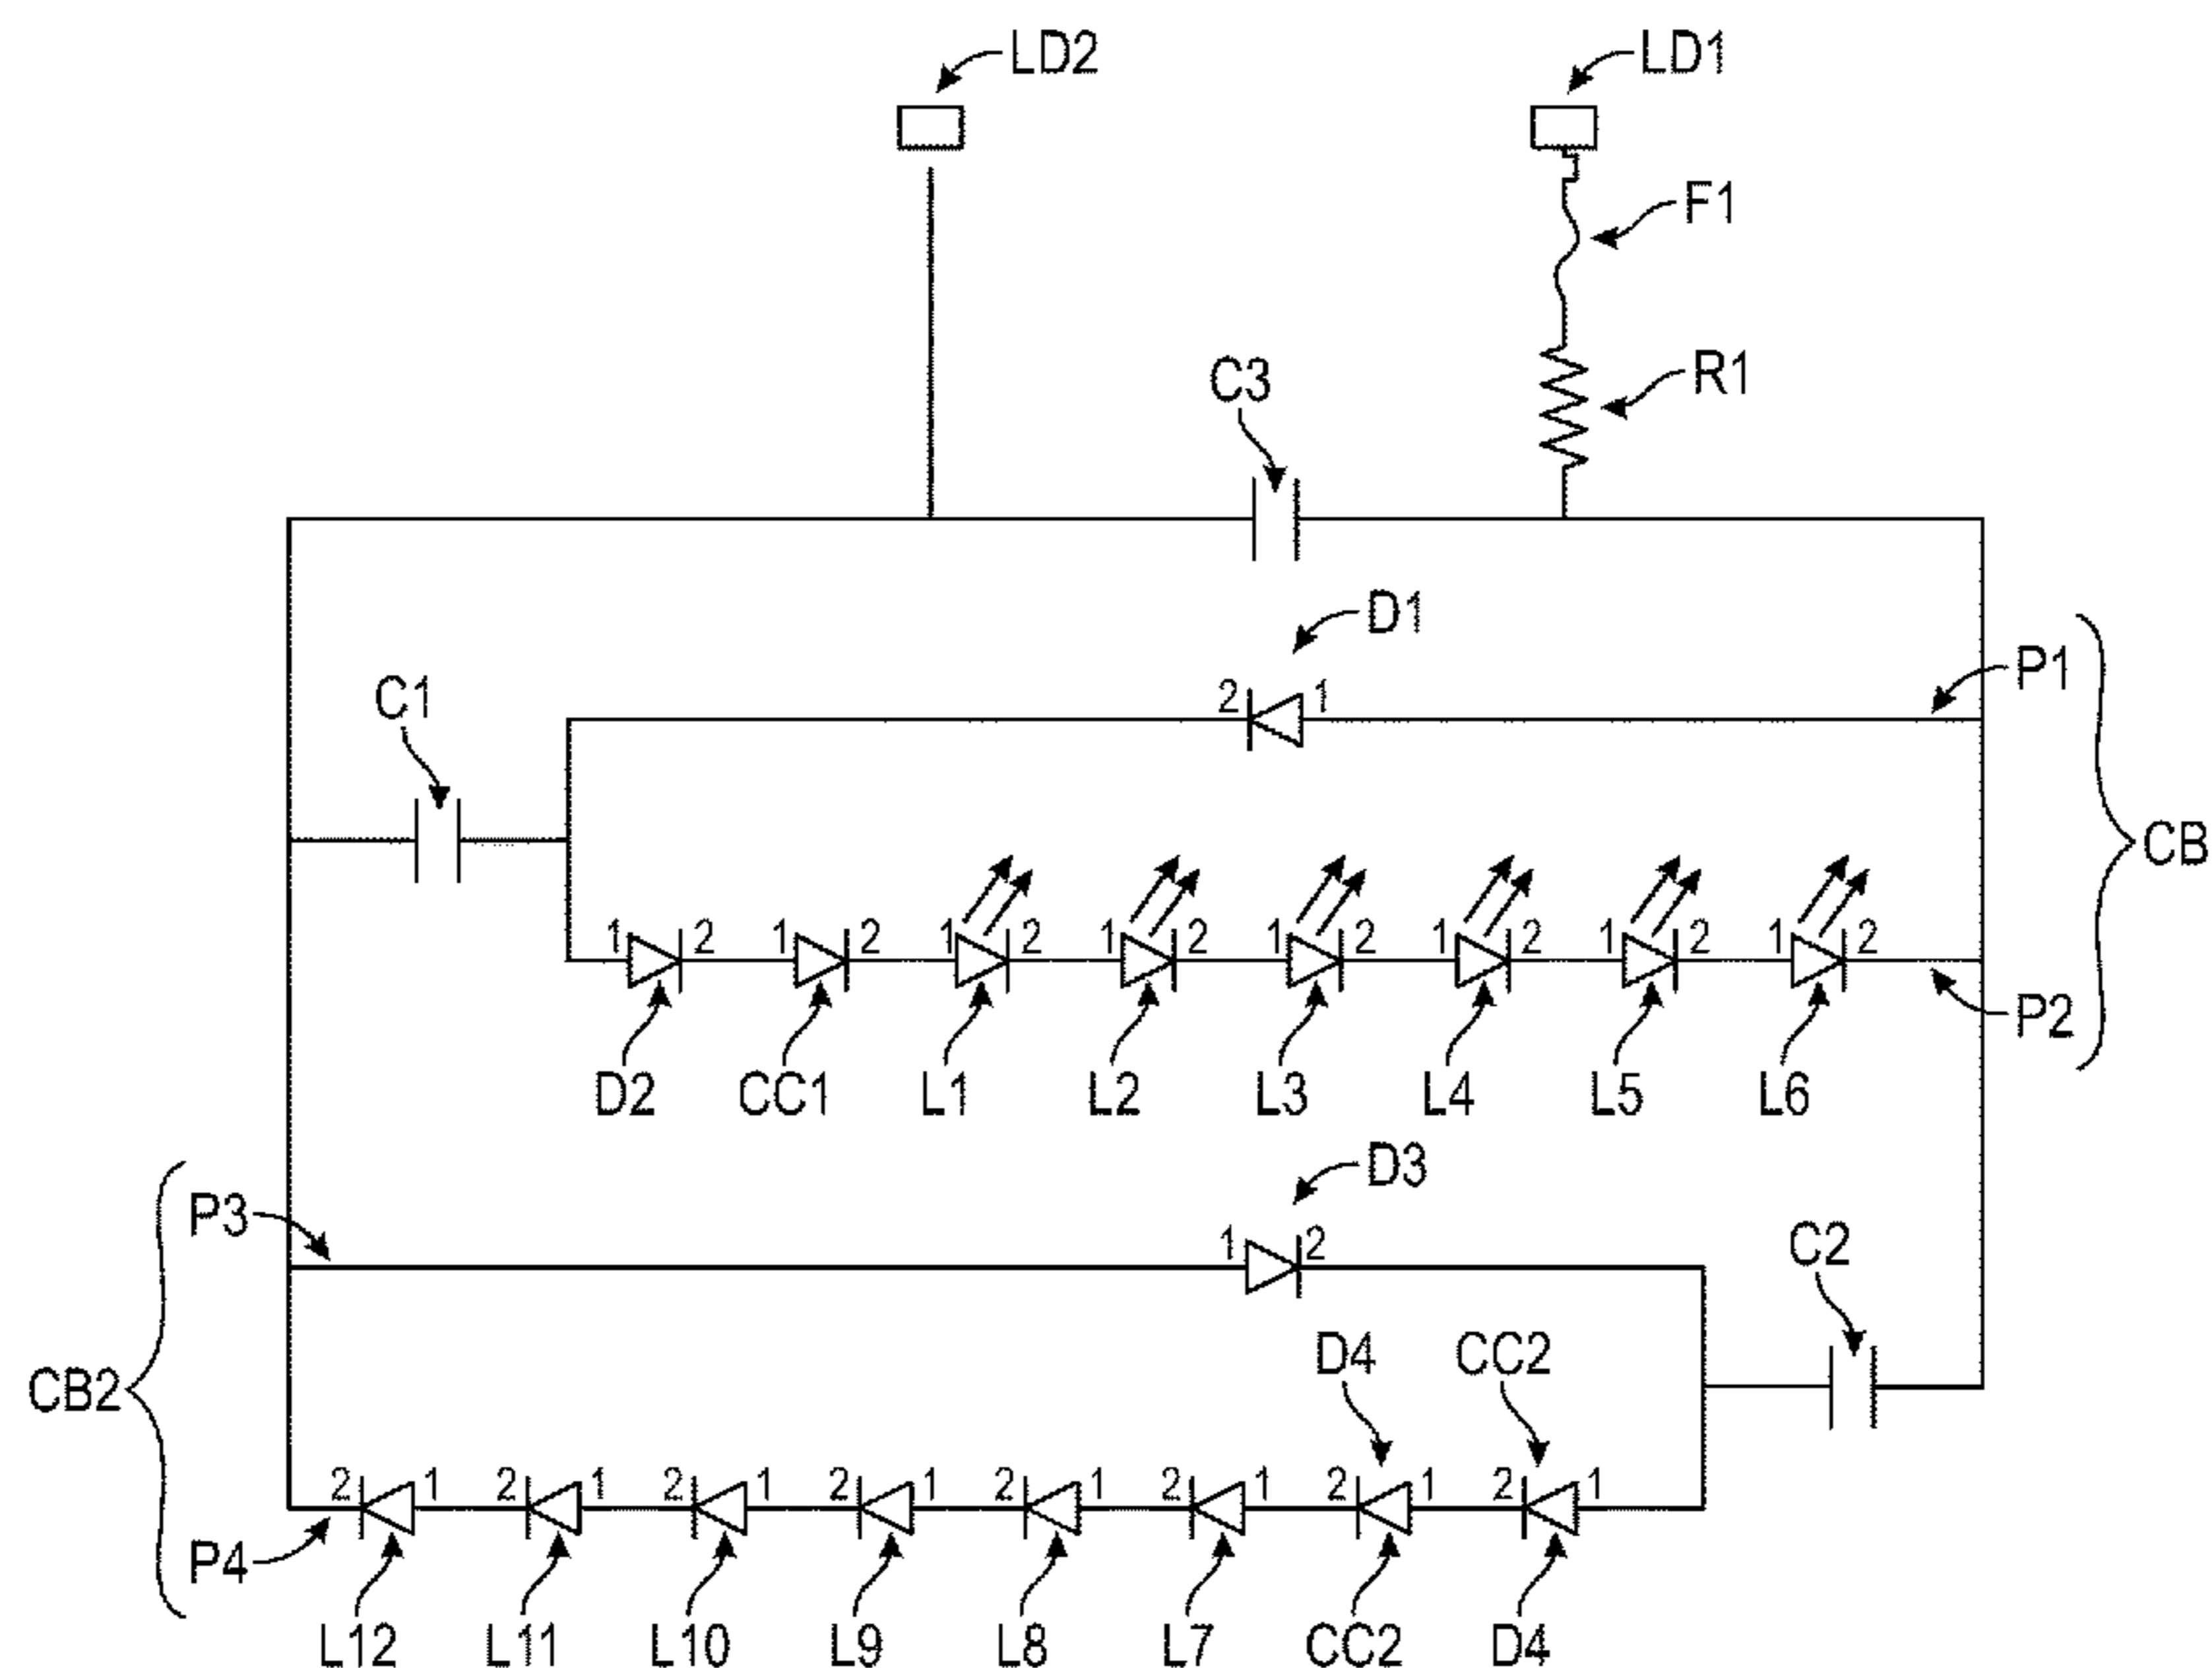 LD2 LD1
F1
C3 R1
D1
P1
C1 2 1
CB
1 2 1 2 1 2 1 2 1 2 1 2 1 2 1 2
P2
D2 CC1 L1 L2 L3 L4 L5 L6
D3
P3
1 2 C2
D4 CC2
CB2
2 1 2 1 2 1 2 1 2 1 2 1 2 1 2 1
P4
L12 L11 L10 L9 L8 L7 CC2 D4